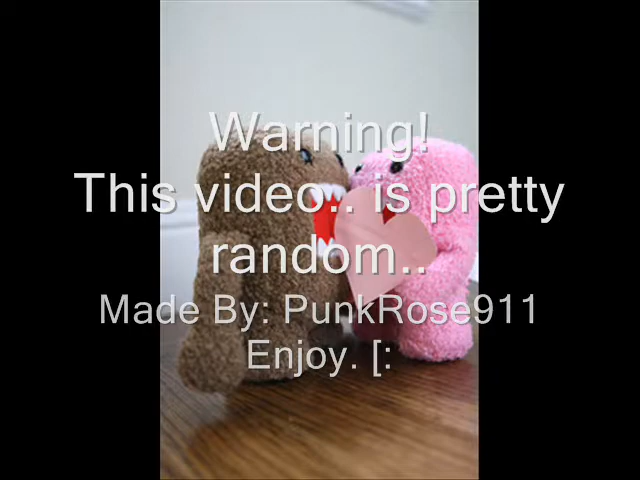 Warning!
This video.. is pretty
random..
Made By: PunkRose911
Enjoy. [: